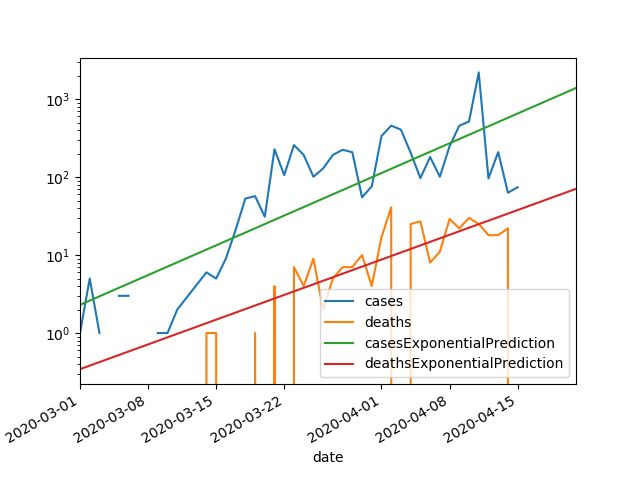 10³
10²
10¹
10⁰
cases
deaths
casesExponentialPrediction
deathsExponentialPrediction
2020-03-01
2020-03-08
2020-03-15
2020-03-22
2020-04-01
2020-04-08
2020-04-15
date